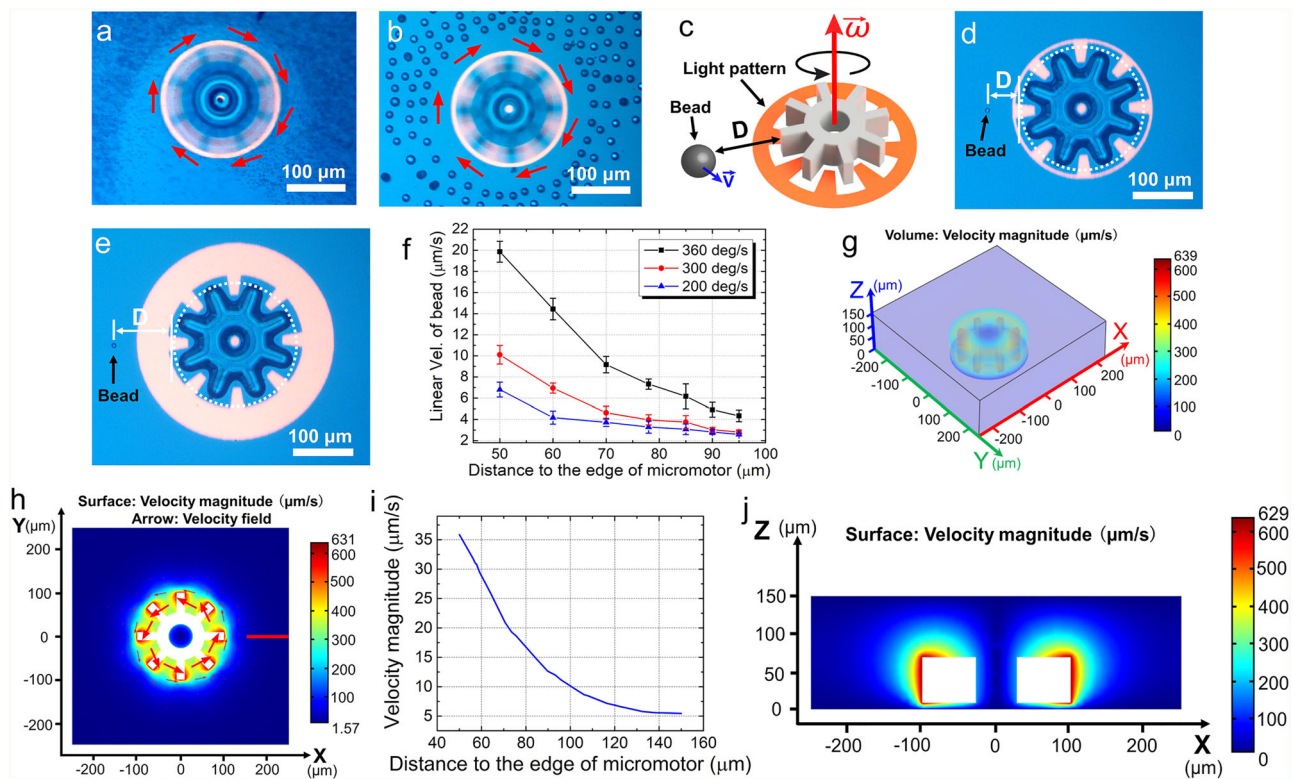 a
100 µm
b
100 µm
c
ω
Light pattern
Bead
D
v
d
D
Bead
100 µm
e
D
Bead
100 µm
f
Linear Vel. of bead (µm/s)
22
20
18
16
14
12
10
8
6
4
2
360 deg/s
300 deg/s
200 deg/s
50 60 70 80 90 100
Distance to the edge of micromotor (µm)
g
Volume: Velocity magnitude (µm/s)
Z (µm)
150
100
50
0
-200
-100
0
100
200
Y (µm)
-200
-100
0
100
200
X
(µm)
639
600
500
400
300
200
100
0
h
Surface: Velocity magnitude (µm/s)
Arrow: Velocity field
Y (µm)
200
100
0
-100
-200
-200 -100 0 100 200
X
(µm)
631
600
500
400
300
200
100
1.57
i
Velocity magnitude (µm/s)
35
30
25
20
15
10
5
40 60 80 100 120 140 160
Distance to the edge of micromotor (µm)
j
Z (µm)
Surface: Velocity magnitude (µm/s)
150
100
50
0
-200 -100 0 100 200
X
(µm)
629
600
500
400
300
200
100
0